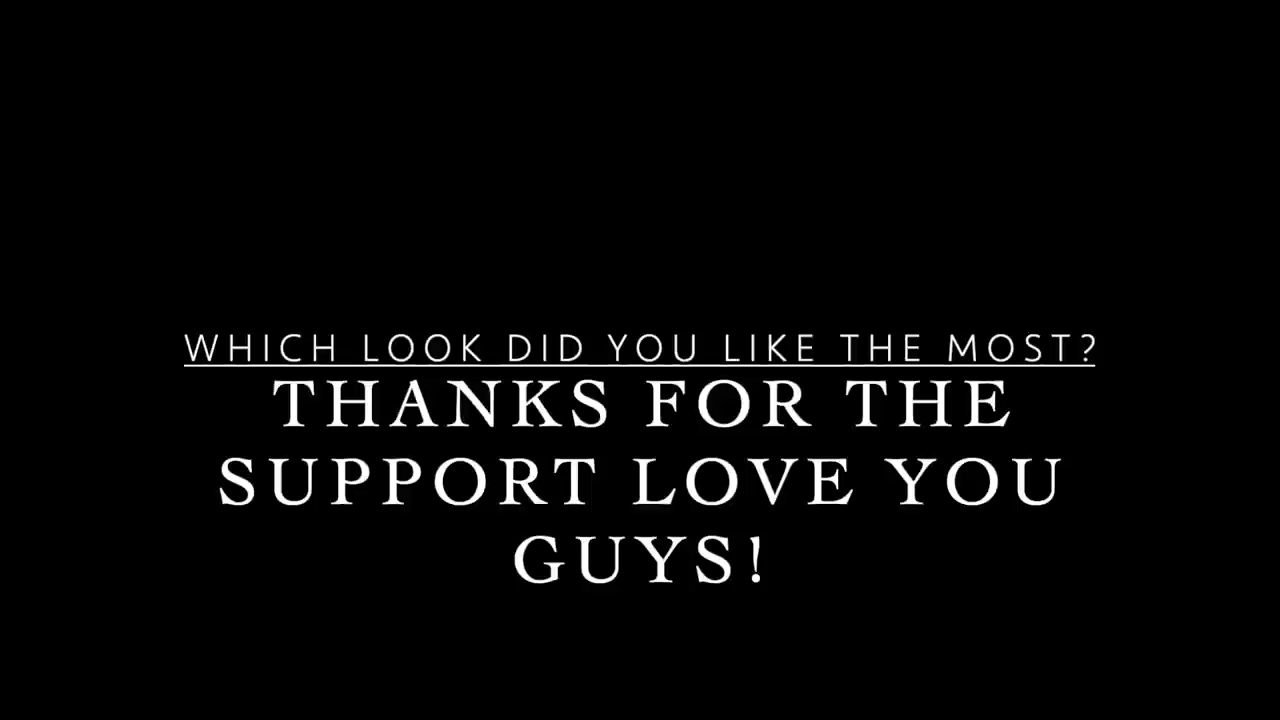 WHICH LOOK DID YOU LIKE THE MOST?
THANKS FOR THE
SUPPORT LOVE YOU
GUYS!